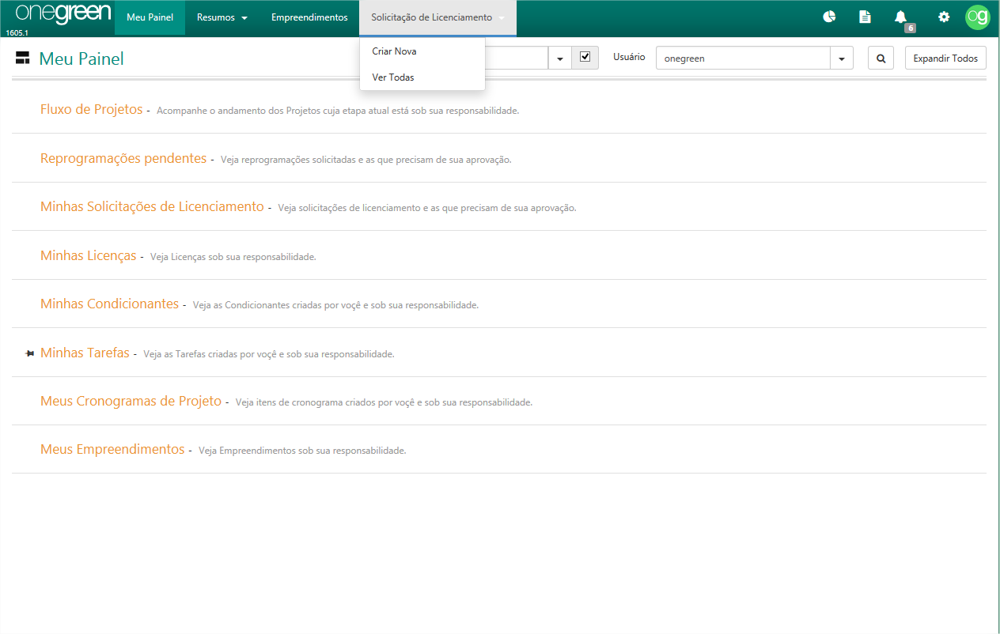 onegreen
1605.1
Meu Painel
Resumos
Empreendimentos
Solicitação de Licenciamento
6
og
Criar Nova
Ver Todas
Meu Painel
Usuário
onegreen
Expandir Todos
Fluxo de Projetos - Acompanhe o andamento dos Projetos cuja etapa atual está sob sua responsabilidade.
Reprogramações pendentes - Veja reprogramações solicitadas e as que precisam de sua aprovação.
Minhas Solicitações de Licenciamento - Veja solicitações de licenciamento e as que precisam de sua aprovação.
Minhas Licenças - Veja Licenças sob sua responsabilidade.
Minhas Condicionantes - Veja as Condicionantes criadas por voçê e sob sua responsabilidade.
Minhas Tarefas - Veja as Tarefas criadas por voçê e sob sua responsabilidade.
Meus Cronogramas de Projeto - Veja itens de cronograma criados por voçê e sob sua responsabilidade.
Meus Empreendimentos - Veja Empreendimentos sob sua responsabilidade.